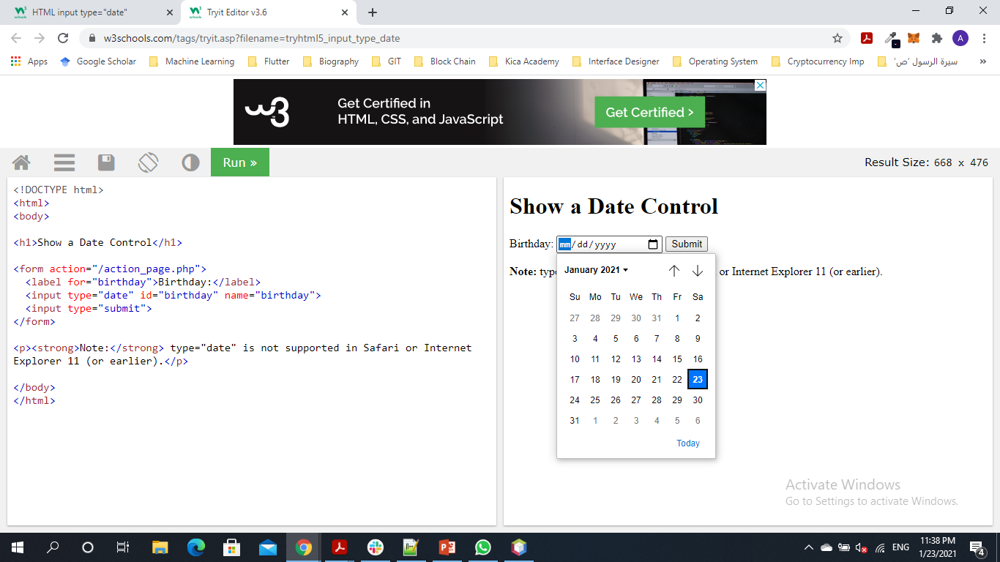 HTML input type="date"
Tryit Editor v3.6
w3schools.com/tags/tryit.asp?filename=tryhtml5_input_type_date
A
Apps Google Scholar Machine Learning Flutter Biography GIT Block Chain Kica Academy Interface Designer Operating System Cryptocurrency Imp سيرة الرسول ’ص‘ »
Get Certified in
HTML, CSS, and JavaScript
Get Certified >
Run »
Result Size: 668 x 476
<!DOCTYPE html>
<html>
<body>
<h1>Show a Date Control</h1>
<form action="/action_page.php">
<label for="birthday">Birthday:</label>
<input type="date" id="birthday" name="birthday">
<input type="submit">
</form>
<p><strong>Note:</strong> type="date" is not supported in Safari or Internet
Explorer 11 (or earlier).</p>
</body>
</html>
Show a Date Control
Birthday: mm/dd/yyyy Submit
Note: type or Internet Explorer 11 (or earlier).
January 2021
Su Mo Tu We Th Fr Sa
27 28 29 30 31 1 2
3 4 5 6 7 8 9
10 11 12 13 14 15 16
17 18 19 20 21 22 23
24 25 26 27 28 29 30
31 1 2 3 4 5 6
Today
Activate Windows
Go to Settings to activate Windows.
ENG
11:38 PM
1/23/2021
4